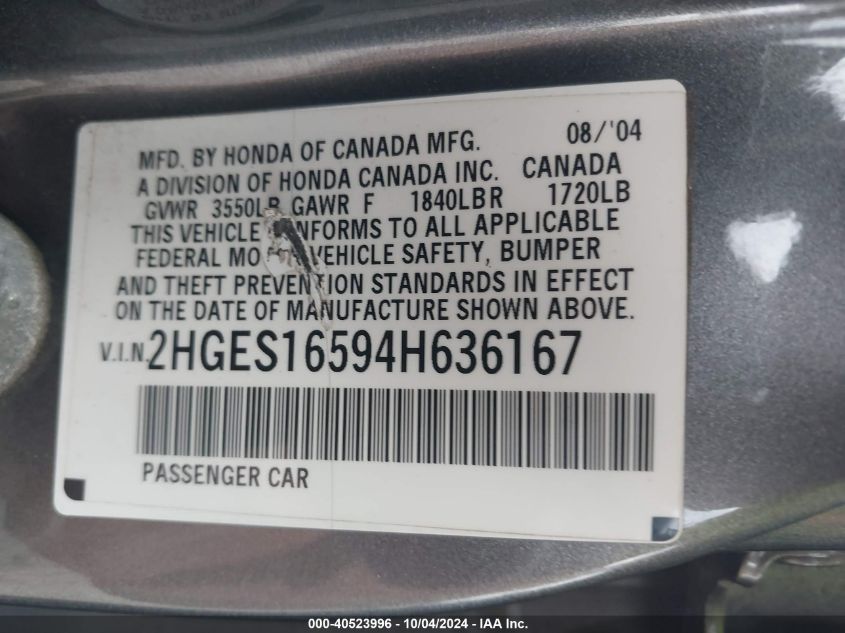 MFD. BY HONDA OF CANADA MFG. 08/'04
A DIVISION OF HONDA CANADA INC. CANADA
GVWR 3550LB GAWR F 1840LBR 1720LB
THIS VEHICLE CONFORMS TO ALL APPLICABLE
FEDERAL MOTOR VEHICLE SAFETY, BUMPER
AND THEFT PREVENTION STANDARDS IN EFFECT
ON THE DATE OF MANUFACTURE SHOWN ABOVE.
V.I.N. 2HGES16594H636167
PASSENGER CAR
000-40523996 - 10/04/2024 - IAA Inc.